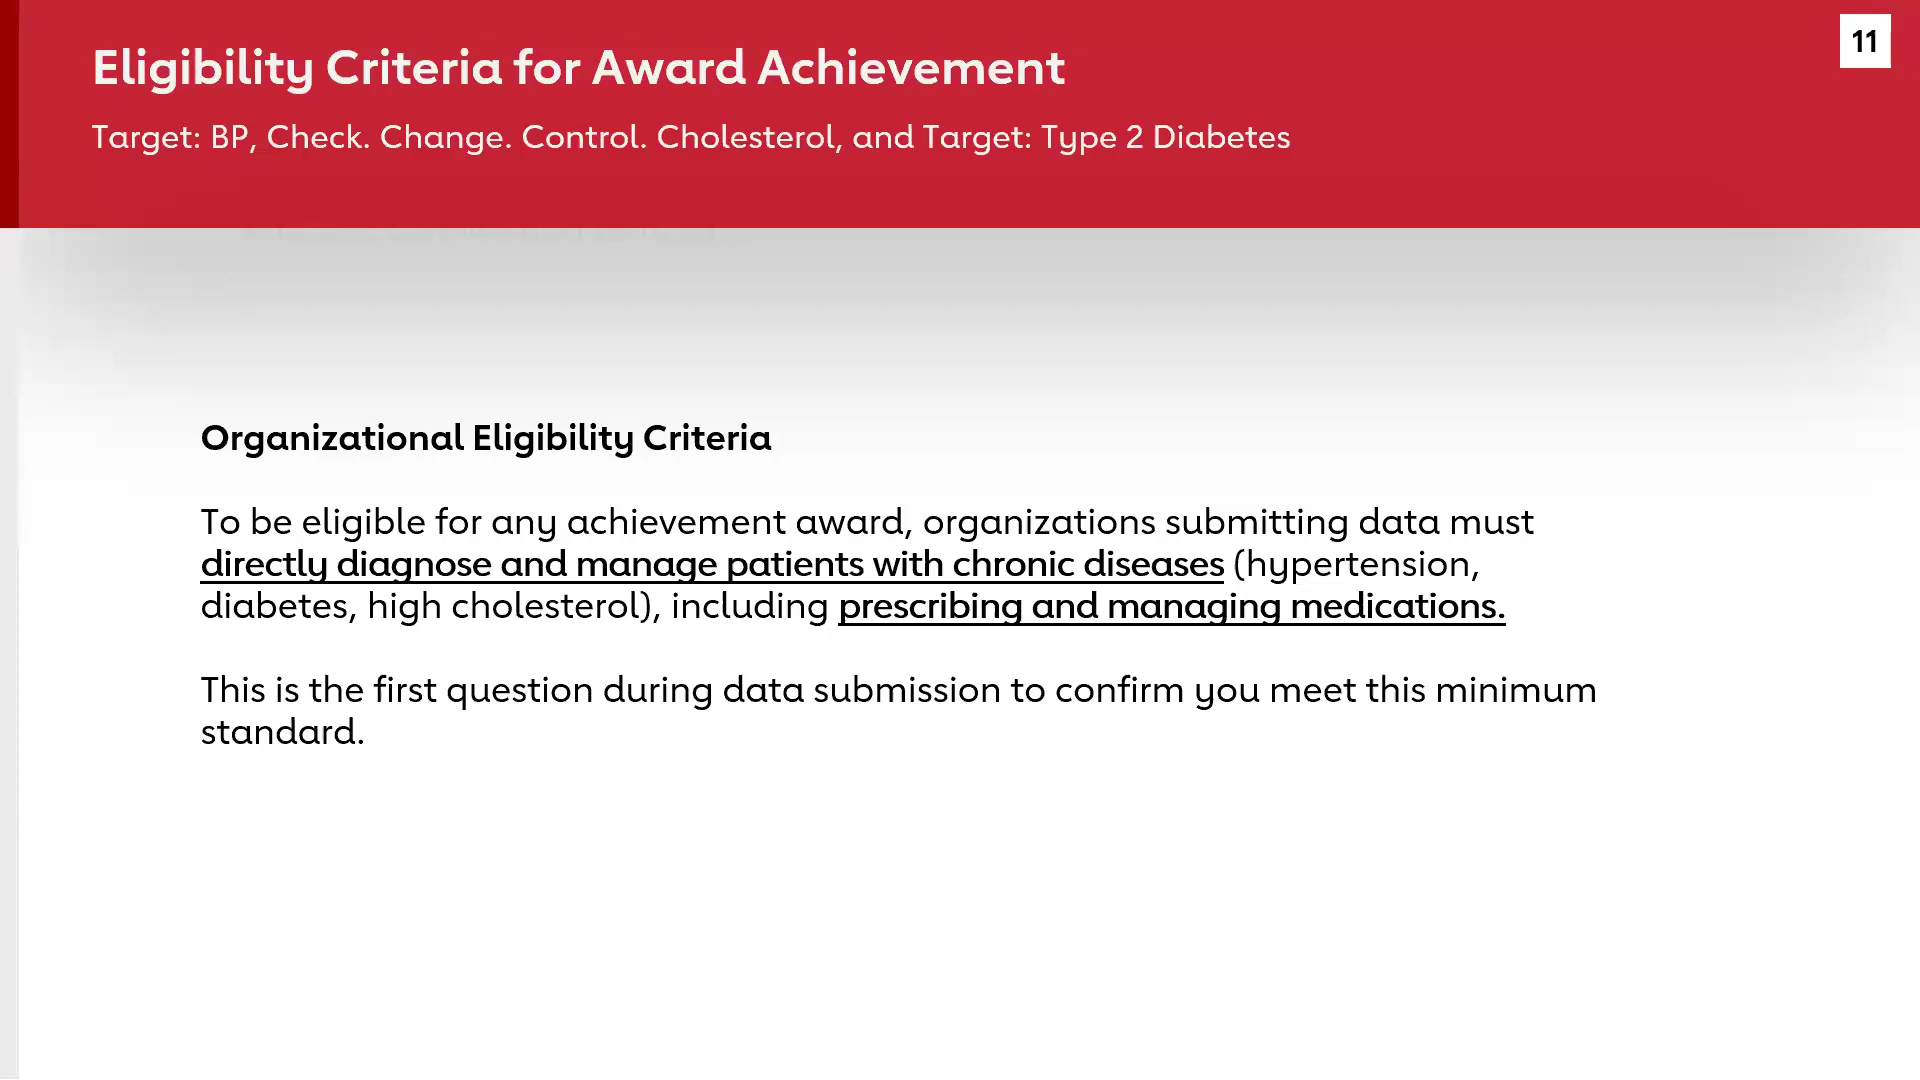 Eligibility Criteria for Award Achievement
11
Target: BP, Check. Change. Control. Cholesterol, and Target: Type 2 Diabetes
Organizational Eligibility Criteria
To be eligible for any achievement award, organizations submitting data must
directly diagnose and manage patients with chronic diseases (hypertension,
diabetes, high cholesterol), including prescribing and managing medications.
This is the first question during data submission to confirm you meet this minimum
standard.